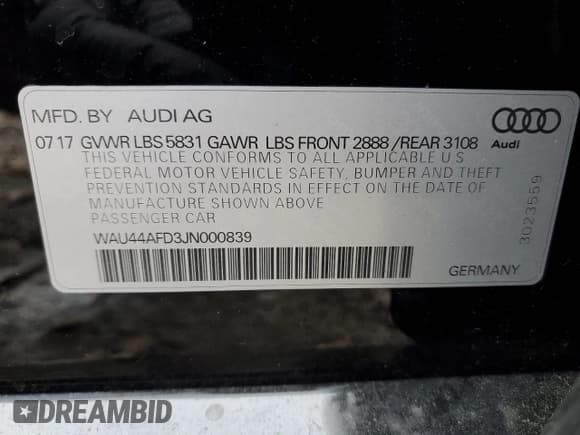 MFD. BY AUDI AG
Audi
07 17 GVWR LBS 5831 GAWR LBS FRONT 2888 / REAR 3108
THIS VEHICLE CONFORMS TO ALL APPLICABLE U S
FEDERAL MOTOR VEHICLE SAFETY, BUMPER AND THEFT
PREVENTION STANDARDS IN EFFECT ON THE DATE OF
MANUFACTURE SHOWN ABOVE
PASSENGER CAR
WAU44AFD3JN000839
3023559
GERMANY
DREAMBID